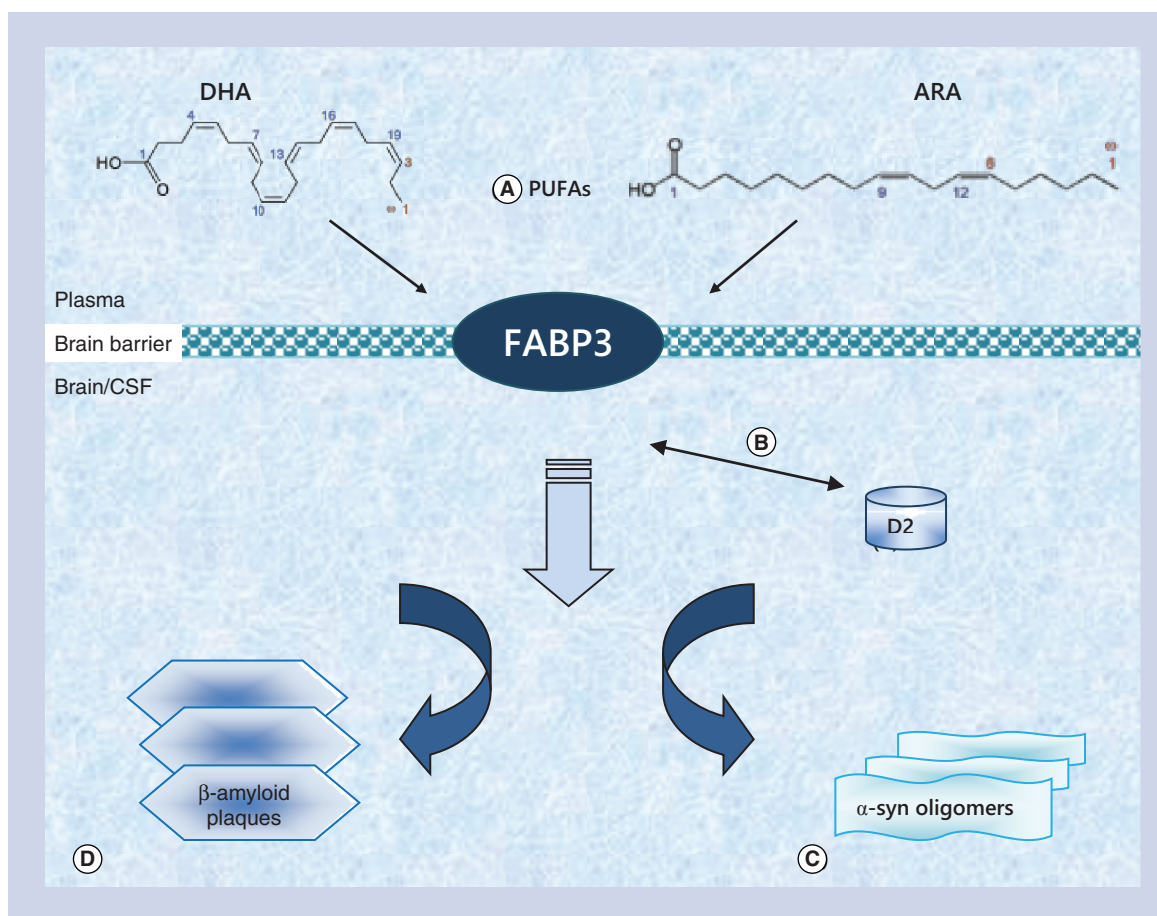 DHA
ARA
4
16
7
19
1
13
3
HO
O
10
ω 1
A PUFAs
O
HO
1
9
12
6
ω
1
Plasma
Brain barrier
Brain/CSF
FABP3
B
D2
β-amyloid
plaques
α-syn oligomers
D
C